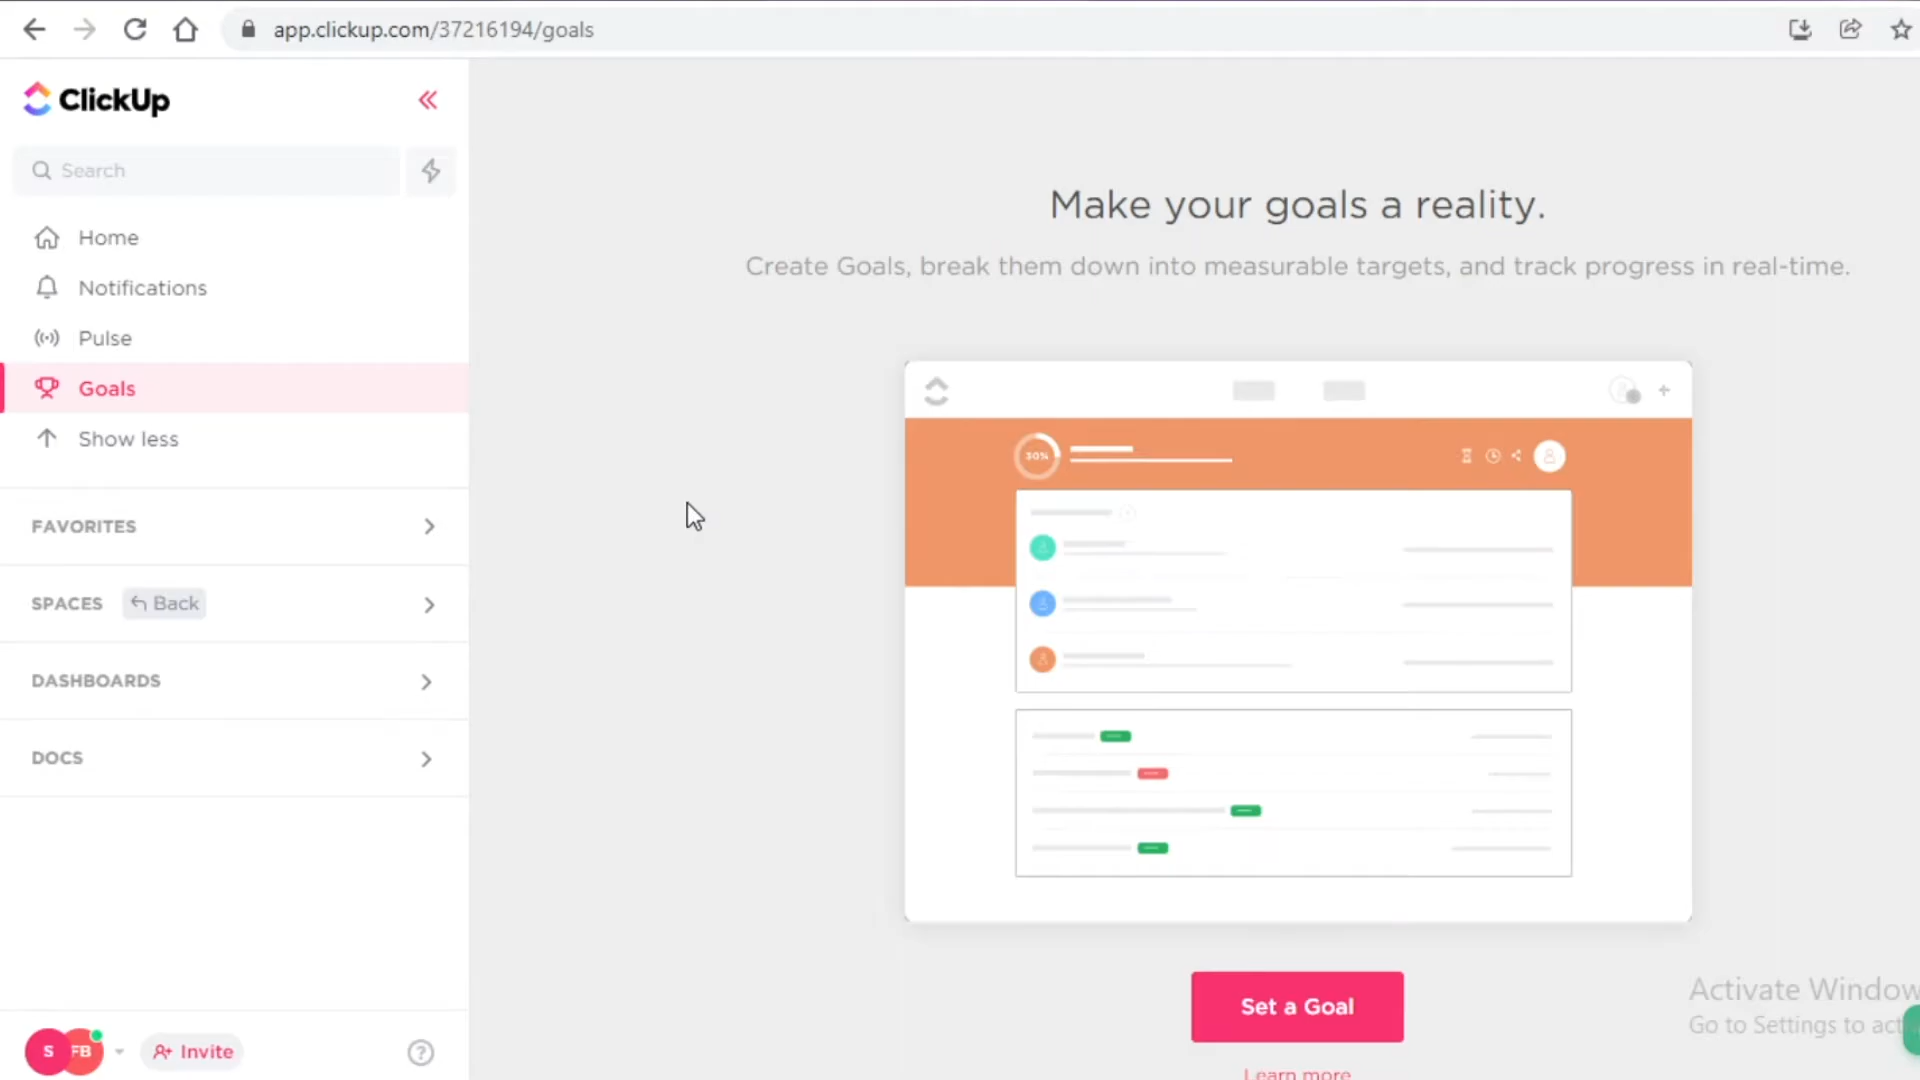 app.clickup.com/37216194/goals
ClickUp
Search
Home
Notifications
Pulse
Goals
Show less
FAVORITES
SPACES Back
DASHBOARDS
DOCS
S FB Invite
?
Make your goals a reality.
Create Goals, break them down into measurable targets, and track progress in real-time.
30%
Set a Goal
Learn more
Activate Window
Go to Settings to act